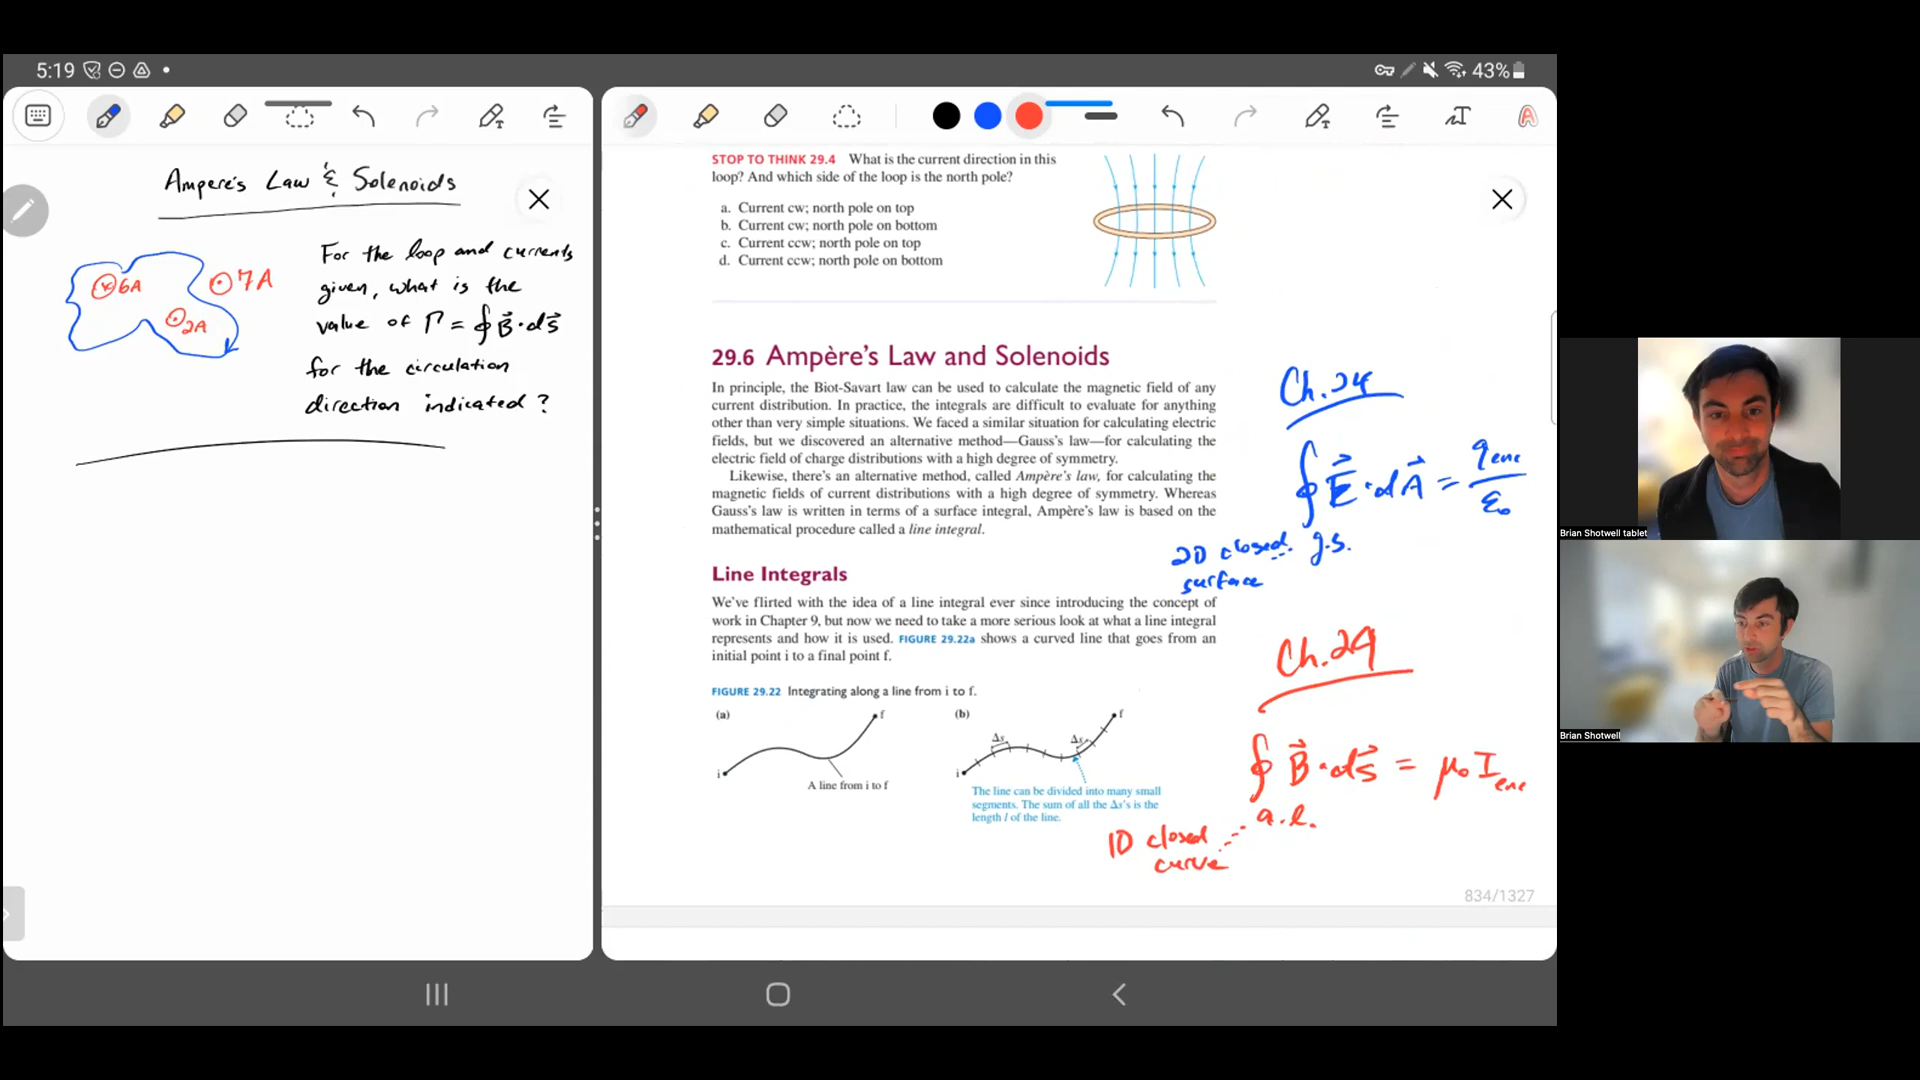 5:19
43%
Ampere's Law & Solenoids
6A
7A
2A
For the loop and currents
given, what is the
value of Γ = ∮ B⃗ · ds⃗
for the circulation
direction indicated?
STOP TO THINK 29.4 What is the current direction in this
loop? And which side of the loop is the north pole?
a. Current cw; north pole on top
b. Current cw; north pole on bottom
c. Current ccw; north pole on top
d. Current ccw; north pole on bottom
29.6 Ampère's Law and Solenoids
In principle, the Biot-Savart law can be used to calculate the magnetic field of any
current distribution. In practice, the integrals are difficult to evaluate for anything
other than very simple situations. We faced a similar situation for calculating electric
fields, but we discovered an alternative method—Gauss's law—for calculating the
electric field of charge distributions with a high degree of symmetry.
Likewise, there's an alternative method, called Ampère's law, for calculating the
magnetic fields of current distributions with a high degree of symmetry. Whereas
Gauss's law is written in terms of a surface integral, Ampère's law is based on the
mathematical procedure called a line integral.
Line Integrals
We've flirted with the idea of a line integral ever since introducing the concept of
work in Chapter 9, but now we need to take a more serious look at what a line integral
represents and how it is used. FIGURE 29.22a shows a curved line that goes from an
initial point i to a final point f.
FIGURE 29.22 Integrating along a line from i to f.
(a)
f
i
A line from i to f
(b)
f
Δs
Δs
i
The line can be divided into many small
segments. The sum of all the Δs's is the
length l of the line.
Ch. 24
∮ E⃗ · dA⃗ = q enc / ε₀
g.s.
2D closed
surface
Ch. 29
∮ B⃗ · ds⃗ = μ₀ I enc
a.l.
1D closed
curve
834/1327
Brian Shotwell tablet
Brian Shotwell